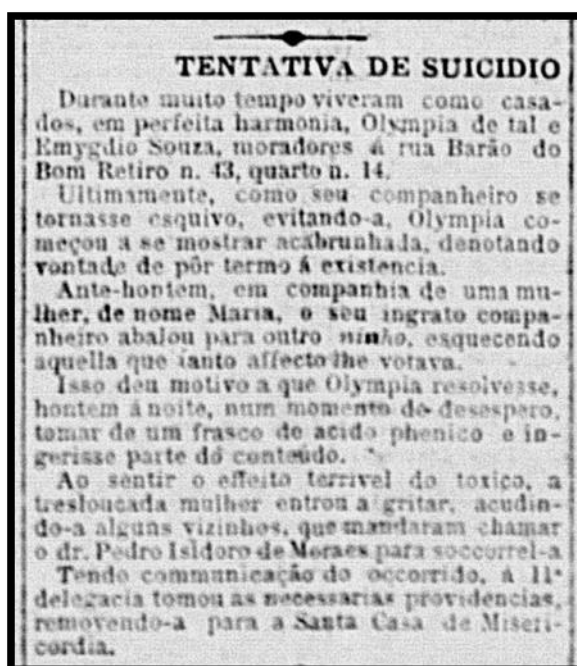 TENTATIVA DE SUICIDIO
Durante muito tempo viveram como casa-
dos, em perfeita harmonia, Olympia de tal e
Emygdio Souza, moradores á rua Barão do
Bom Retiro n. 43, quarto n. 14.
Ultimamente, como seu companheiro se
tornasse esquivo, evitando-a, Olympia co-
meçou a se mostrar acabrunhada, denotando
vontade de pôr termo á existencia.
Ante-hontem, em companhia de uma mu-
lher, de nome Maria, o seu ingrato compa-
nheiro abalou para outro ninho, esquecendo
aquella que tanto affecto lhe votava.
Isso deu motivo a que Olympia resolvesse,
hontem á noite, num momento de desespero,
tomar de um frasco de acido phenico e in-
gerisse parte do conteúdo.
Ao sentir o effeito terrivel do toxico, a
tresloucada mulher entrou a gritar, acudin-
do-a alguns vizinhos, que mandaram chamar
o dr. Pedro Isidoro de Moraes para soccorrel-a
Tendo communicação do occorrido, á 11ª
delegacia tomou as necessarias providencias,
removendo-a para a Santa Casa de Miseri-
cordia.